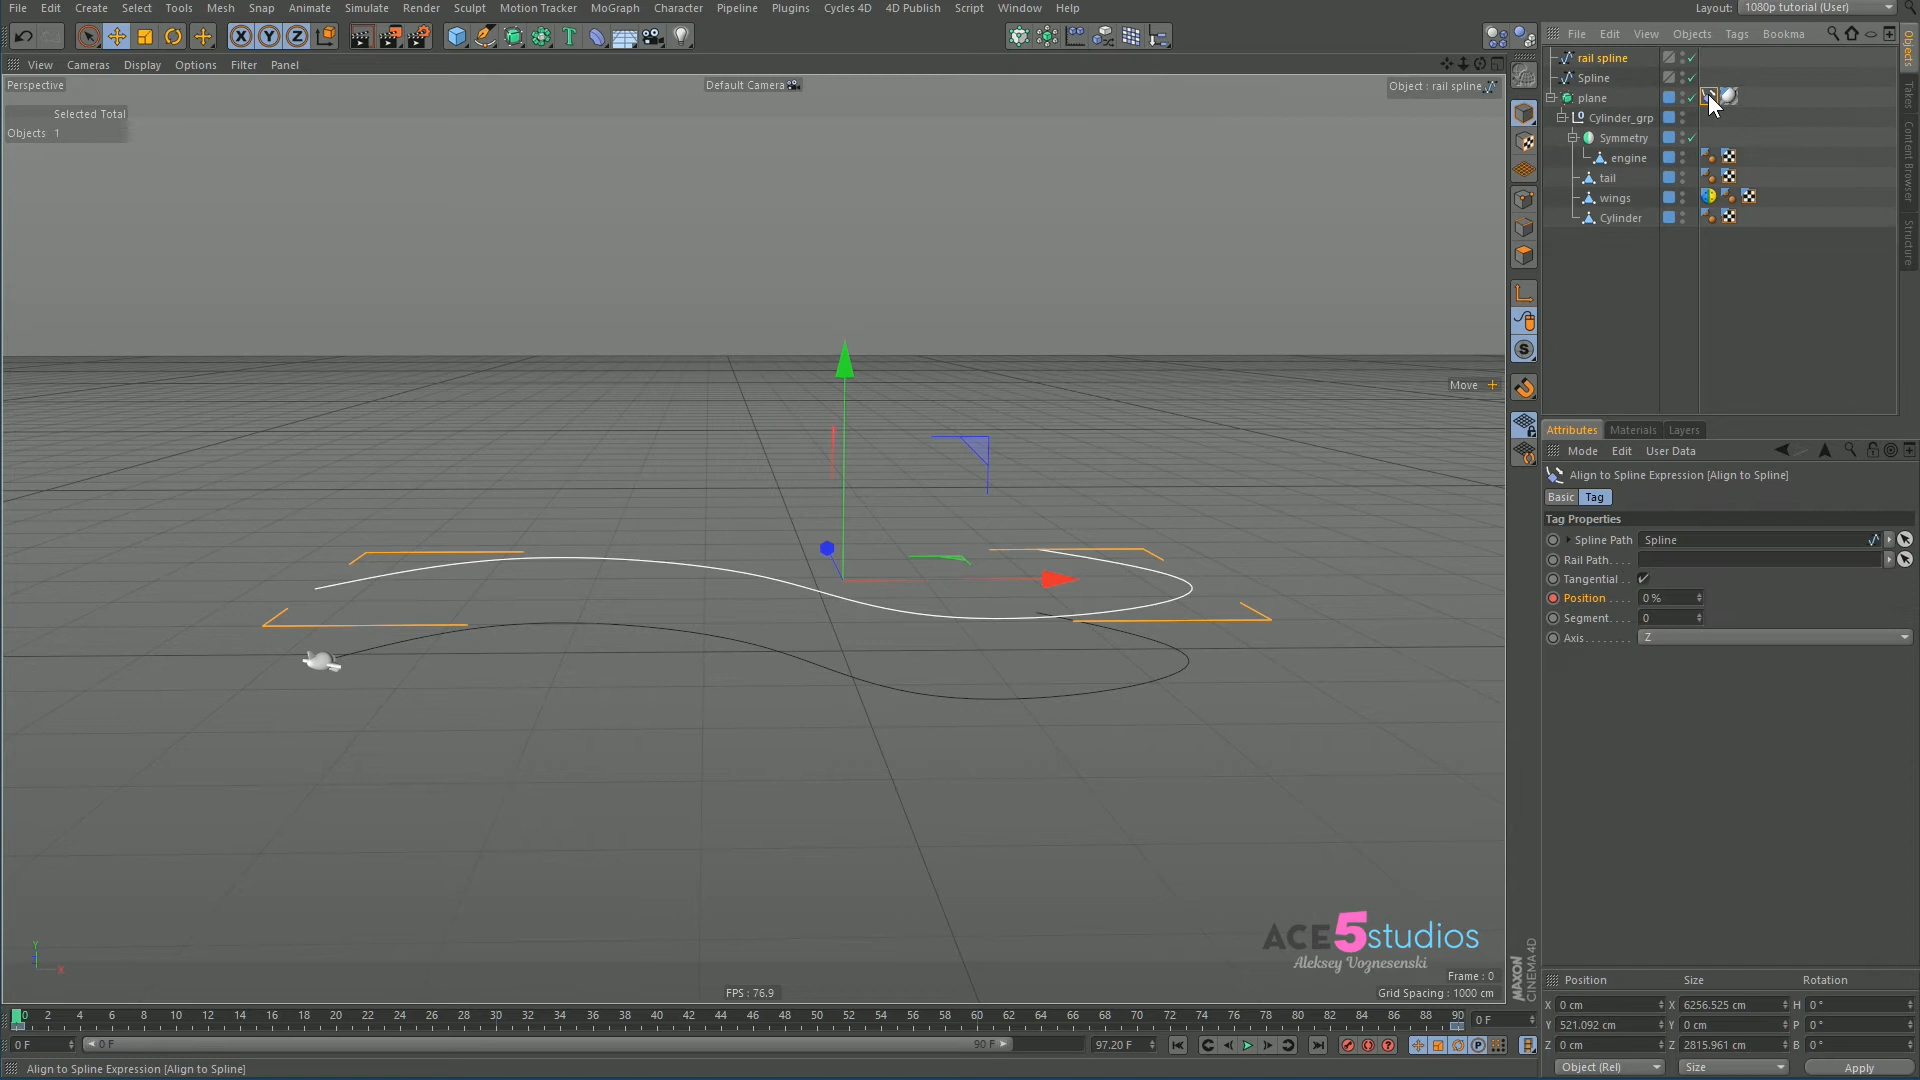 File Edit Create Select Tools Mesh Snap Animate Simulate Render Sculpt Motion Tracker MoGraph Character Pipeline Plugins Cycles 4D 4D Publish Script Window Help
Layout: 1080p tutorial (User)
X Y Z T
View Cameras Display Options Filter Panel
Perspective
Default Camera
Object : rail spline
Selected Total
Objects 1
Move
File Edit View Objects Tags Bookma
rail spline
Spline
plane
Cylinder_grp
Symmetry
engine
tail
wings
Cylinder
Objects
Takes
Content Browser
Structure
Attributes Materials Layers
Mode Edit User Data
Align to Spline Expression [Align to Spline]
Basic Tag
Tag Properties
Spline Path Spline
Rail Path
Tangential
Position 0 %
Segment 0
Axis Z
ACE5studios
Aleksey Voznesenski
Y
X
FPS : 76.9
Frame : 0
Grid Spacing : 1000 cm
MAXON
CINEMA 4D
0 2 4 6 8 10 12 14 16 18 20 22 24 26 28 30 32 34 36 38 40 42 44 46 48 50 52 54 56 58 60 62 64 66 68 70 72 74 76 78 80 82 84 86 88 90
0 F
0 F 0 F 90 F 97.20 F
Position Size Rotation
X 0 cm X 6256.525 cm H 0 °
Y 521.092 cm Y 0 cm P 0 °
Z 0 cm Z 2815.961 cm B 0 °
Object (Rel) Size Apply
Align to Spline Expression [Align to Spline]